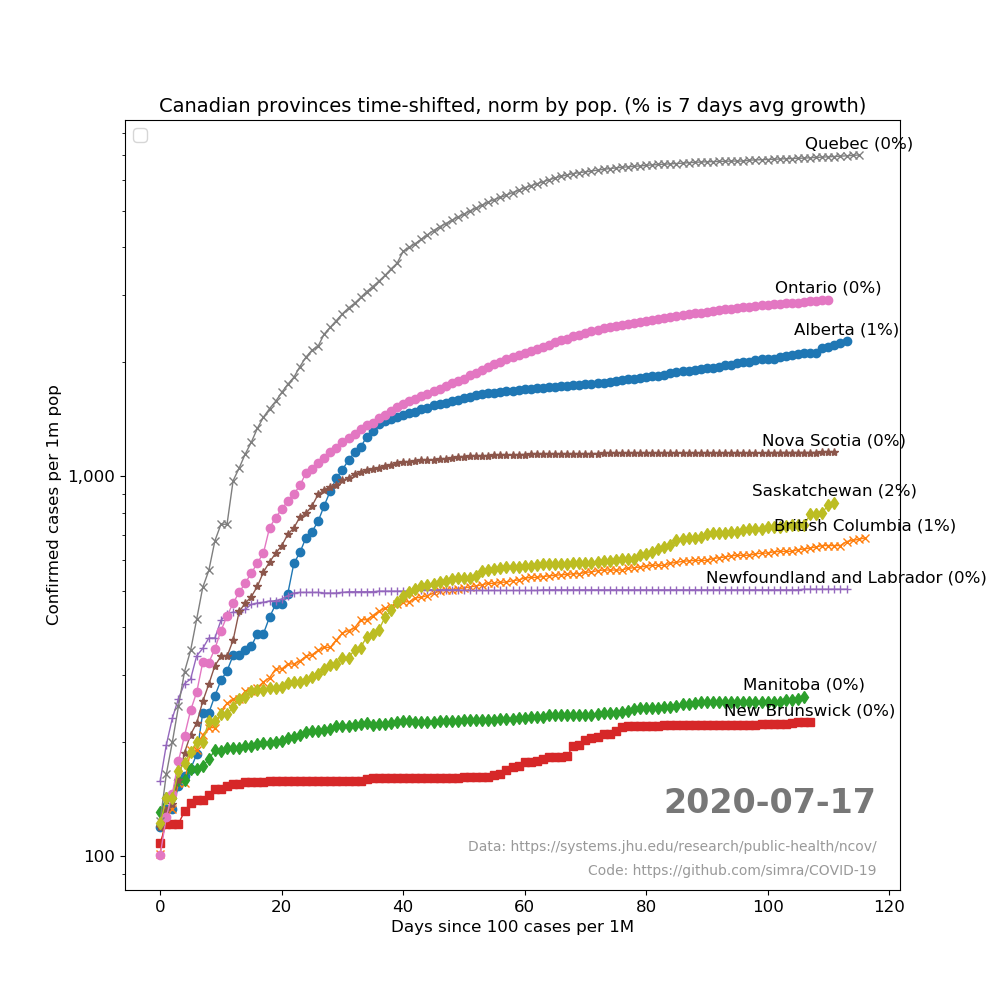 Canadian provinces time-shifted, norm by pop. (% is 7 days avg growth)
Quebec (0%)
Ontario (0%)
Alberta (1%)
Nova Scotia (0%)
Saskatchewan (2%)
British Columbia (1%)
Newfoundland and Labrador (0%)
Manitoba (0%)
New Brunswick (0%)
Confirmed cases per 1m pop
1,000
100
2020-07-17
Data: https://systems.jhu.edu/research/public-health/ncov/
Code: https://github.com/simra/COVID-19
0 20 40 60 80 100 120
Days since 100 cases per 1M